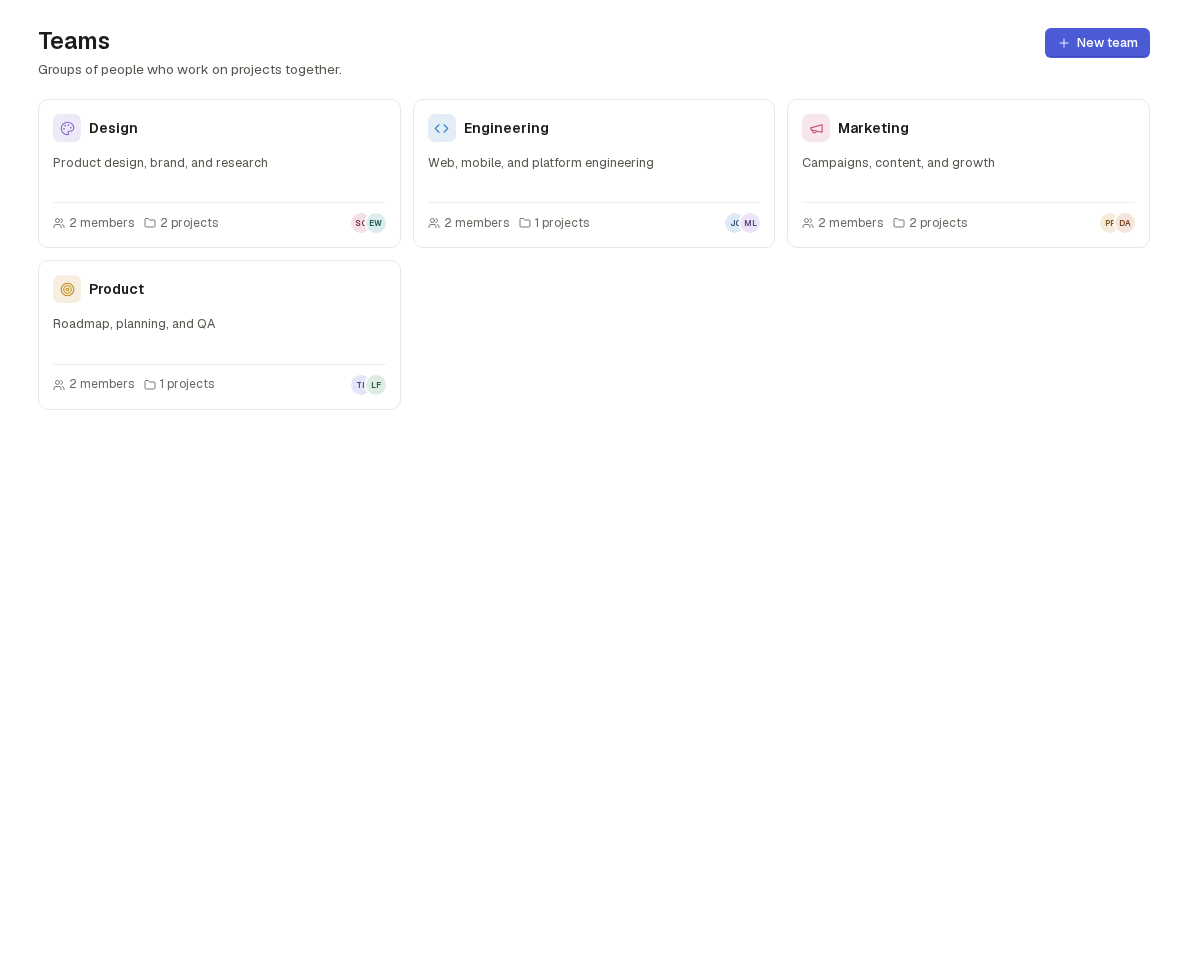 Teams
New team
Groups of people who work on projects together.
Design
Product design, brand, and research
2 members 2 projects
EW
Engineering
Web, mobile, and platform engineering
2 members 1 projects
ML
Marketing
Campaigns, content, and growth
2 members 2 projects
DA
Product
Roadmap, planning, and QA
2 members 1 projects
LF